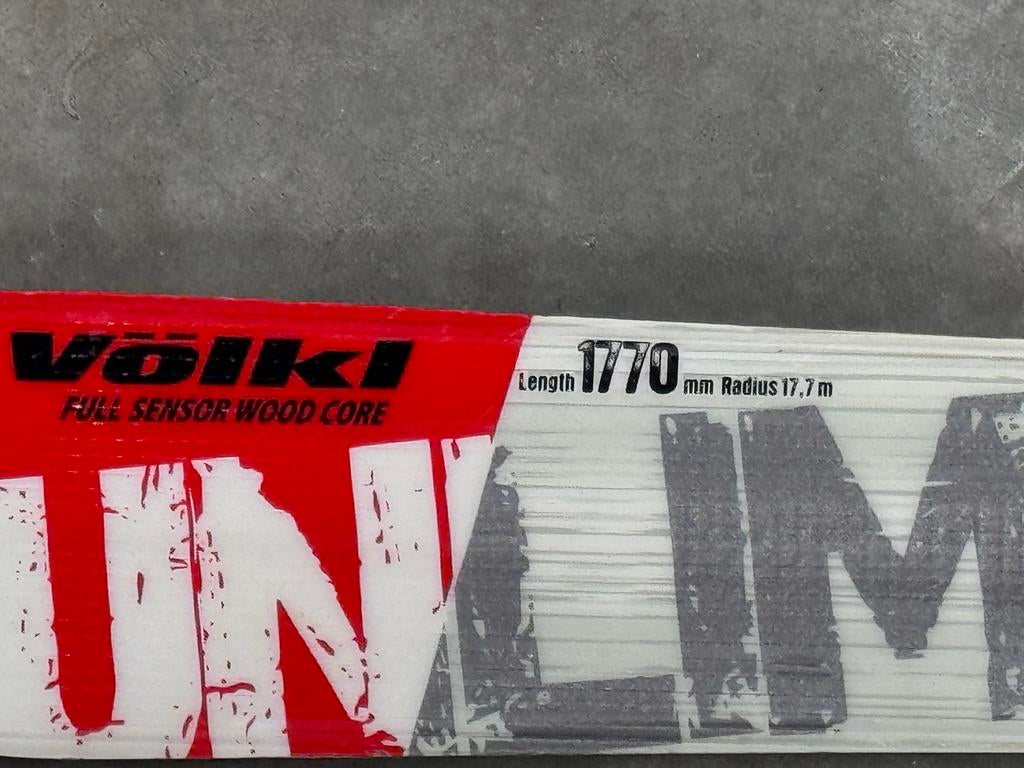 Völkl
FULL SENSOR WOOD CORE
Length 1770 mm Radius 17,7 m
UNLIM